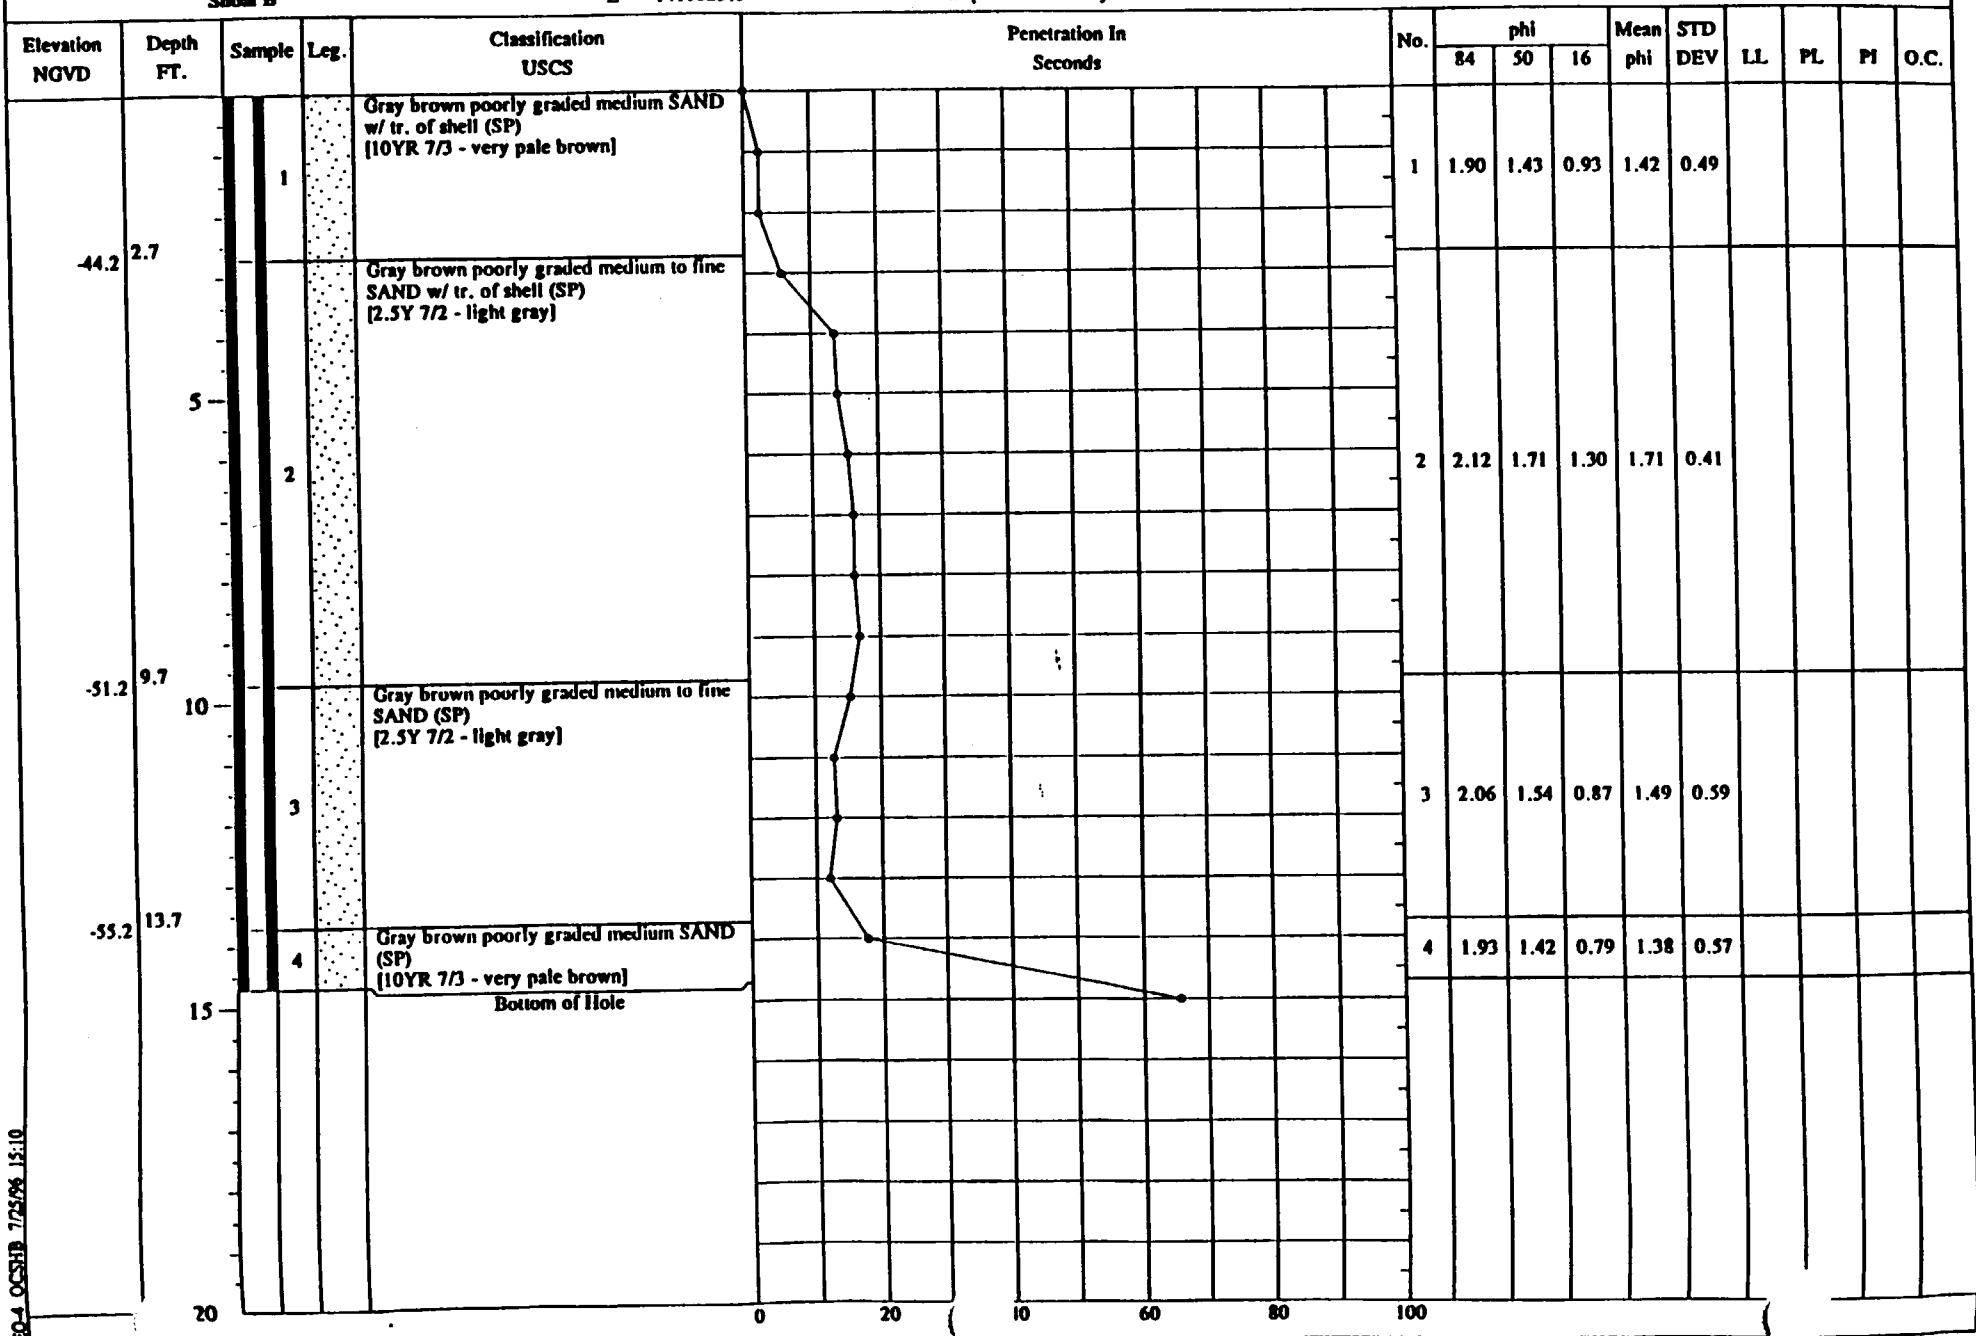 Elevation
NGVD
Depth
FT.
Sample
Leg.
Classification
USCS
Penetration In
Seconds
No.
phi
84
50
16
Mean
phi
STD
DEV
LL
PL
PI
O.C.
Gray brown poorly graded medium SAND
w/ tr. of shell (SP)
[10YR 7/3 - very pale brown]
1
1 1.90 1.43 0.93 1.42 0.49
-44.2 2.7
Gray brown poorly graded medium to fine
SAND w/ tr. of shell (SP)
[2.5Y 7/2 - light gray]
5
2
2 2.12 1.71 1.30 1.71 0.41
-51.2 9.7
10
Gray brown poorly graded medium to fine
SAND (SP)
[2.5Y 7/2 - light gray]
3
3 2.06 1.54 0.87 1.49 0.59
-55.2 13.7
Gray brown poorly graded medium SAND
(SP)
[10YR 7/3 - very pale brown]
4
4 1.93 1.42 0.79 1.38 0.57
Bottom of Hole
15
20
0 20 60 80 100
OCSHB 7/25/96 15:10